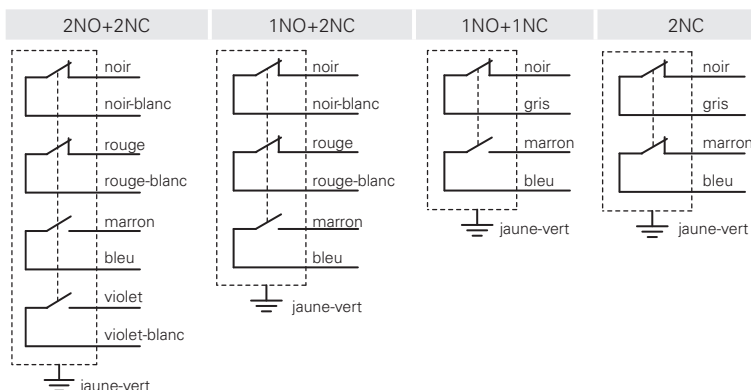 2NO+2NC
noir
noir-blanc
rouge
rouge-blanc
marron
bleu
violet
violet-blanc
jaune-vert
1NO+2NC
noir
noir-blanc
rouge
rouge-blanc
marron
bleu
jaune-vert
1NO+1NC
noir
gris
marron
bleu
jaune-vert
2NC
noir
gris
marron
bleu
jaune-vert